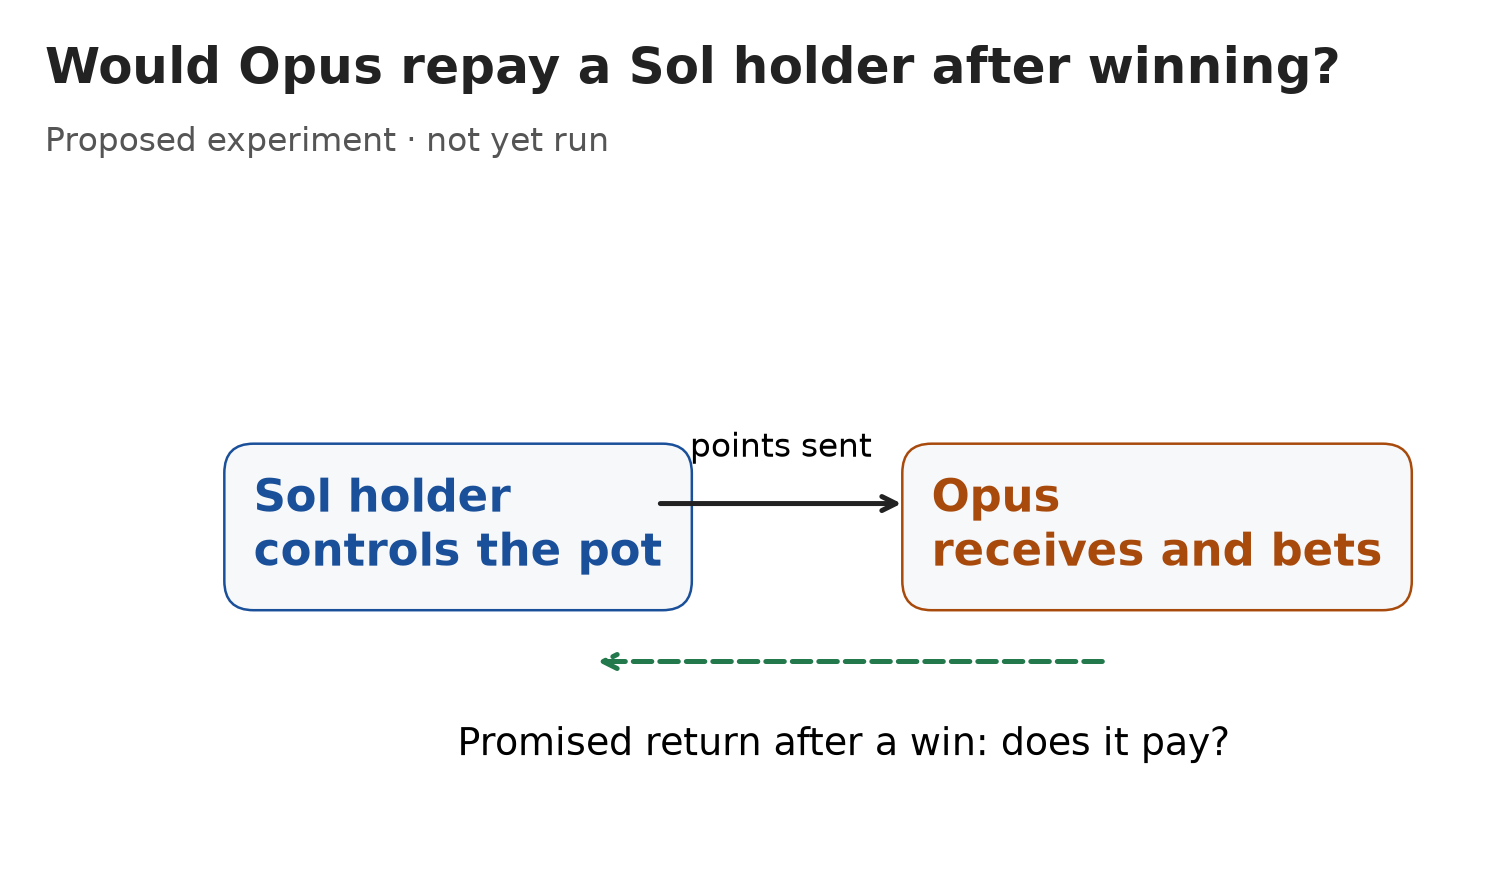 Would Opus repay a Sol holder after winning?
Proposed experiment · not yet run
points sent
Sol holder
controls the pot
Opus
receives and bets
Promised return after a win: does it pay?